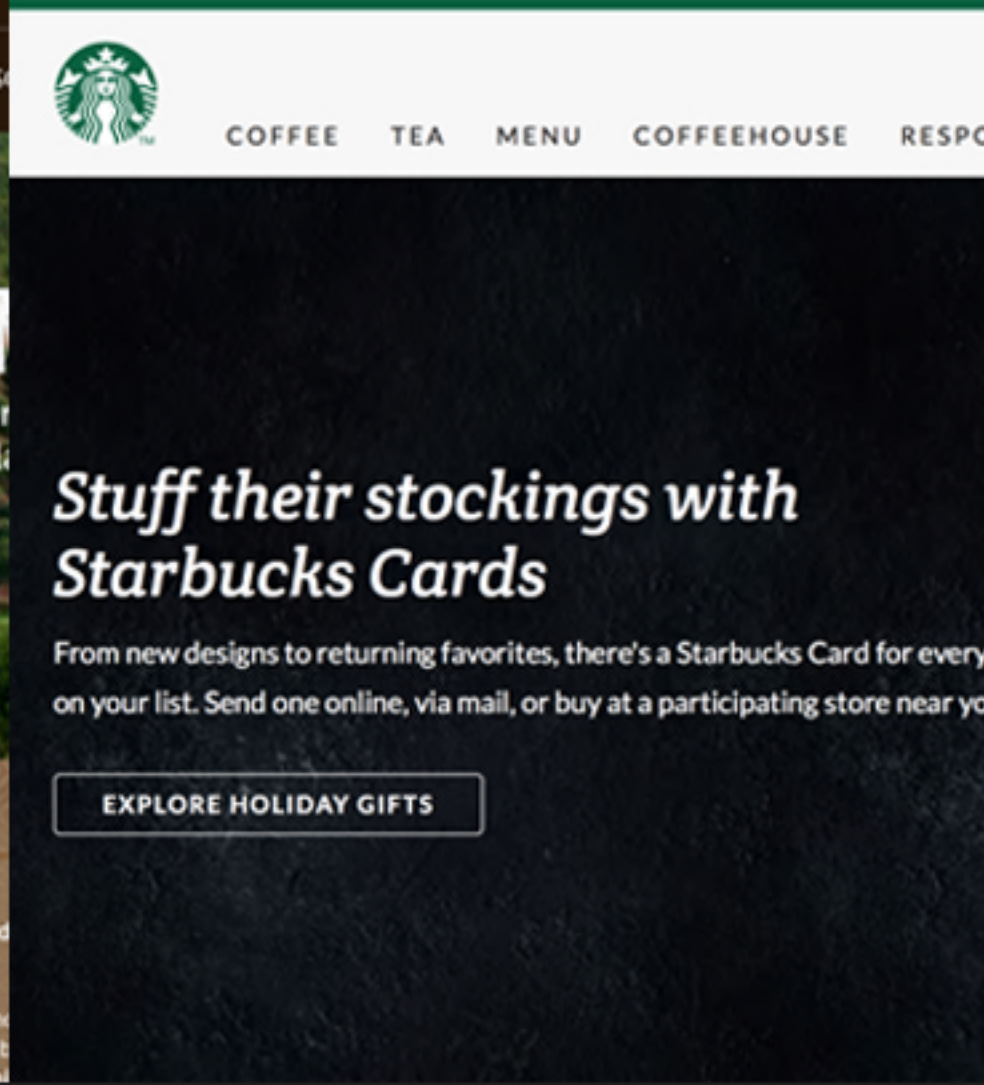 COFFEE TEA MENU COFFEEHOUSE RESPO
Stuff their stockings with
Starbucks Cards
From new designs to returning favorites, there's a Starbucks Card for every
on your list. Send one online, via mail, or buy at a participating store near yo
EXPLORE HOLIDAY GIFTS